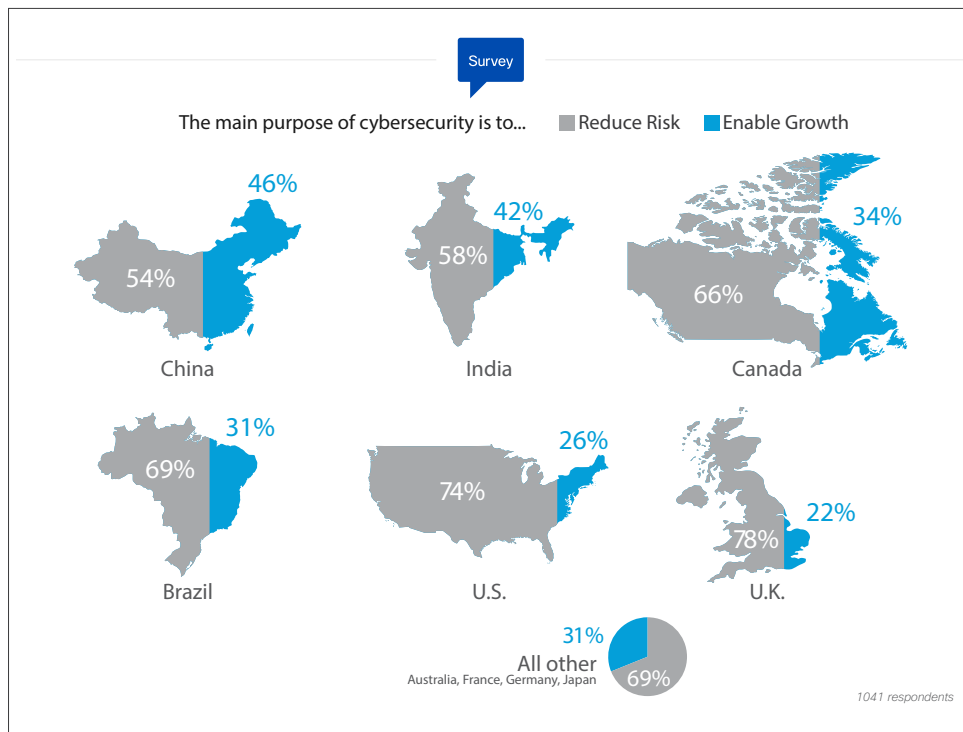 Survey
The main purpose of cybersecurity is to... Reduce Risk Enable Growth
46%
54%
China
42%
58%
India
34%
66%
Canada
31%
69%
Brazil
26%
74%
U.S.
22%
78%
U.K.
31%
All other
Australia, France, Germany, Japan
69%
1041 respondents